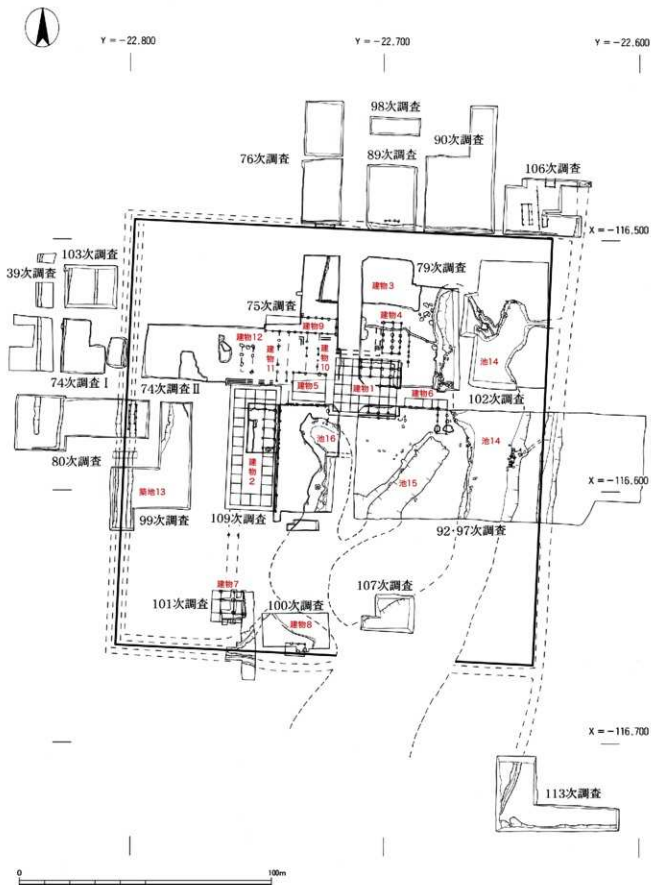 Y = −22.800
Y = −22.700
Y = −22.600
98次調査
90次調査
76次調査
89次調査
106次調査
X = −116.500
103次調査
39次調査
79次調査
建物3
75次調査
建物4
建物9
建物12
建物10
建物11
池14
74次調査 I
74次調査 II
建物5
建物1
建物6
102次調査
池16
池14
80次調査
建物2
池15
X = −116.600
築地13
99次調査
109次調査
92・97次調査
建物7
101次調査
100次調査
107次調査
建物8
X = −116.700
113次調査
0
100m